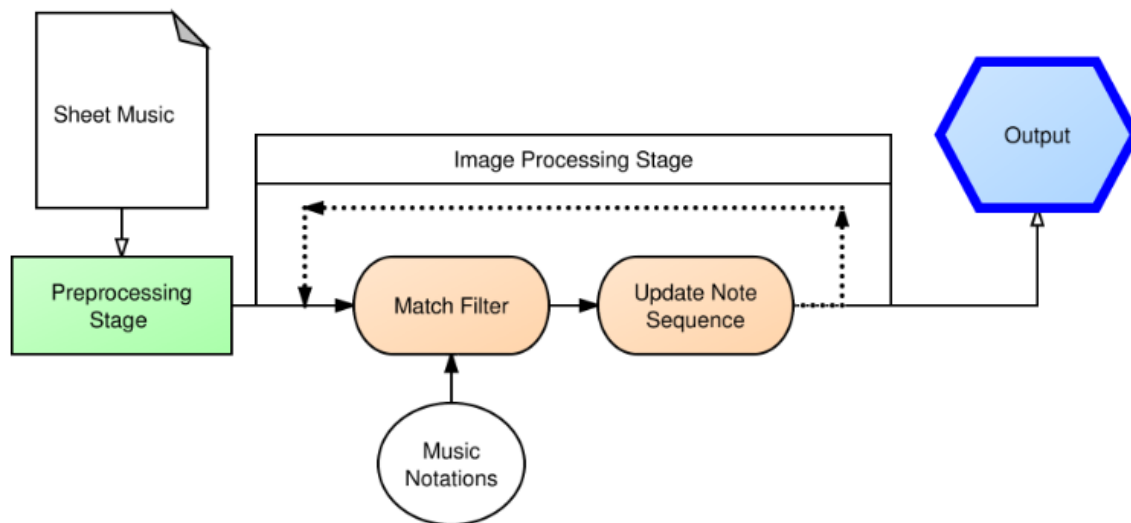 Sheet Music
Output
Image Processing Stage
Preprocessing
Stage
Match Filter
Update Note
Sequence
Music
Notations